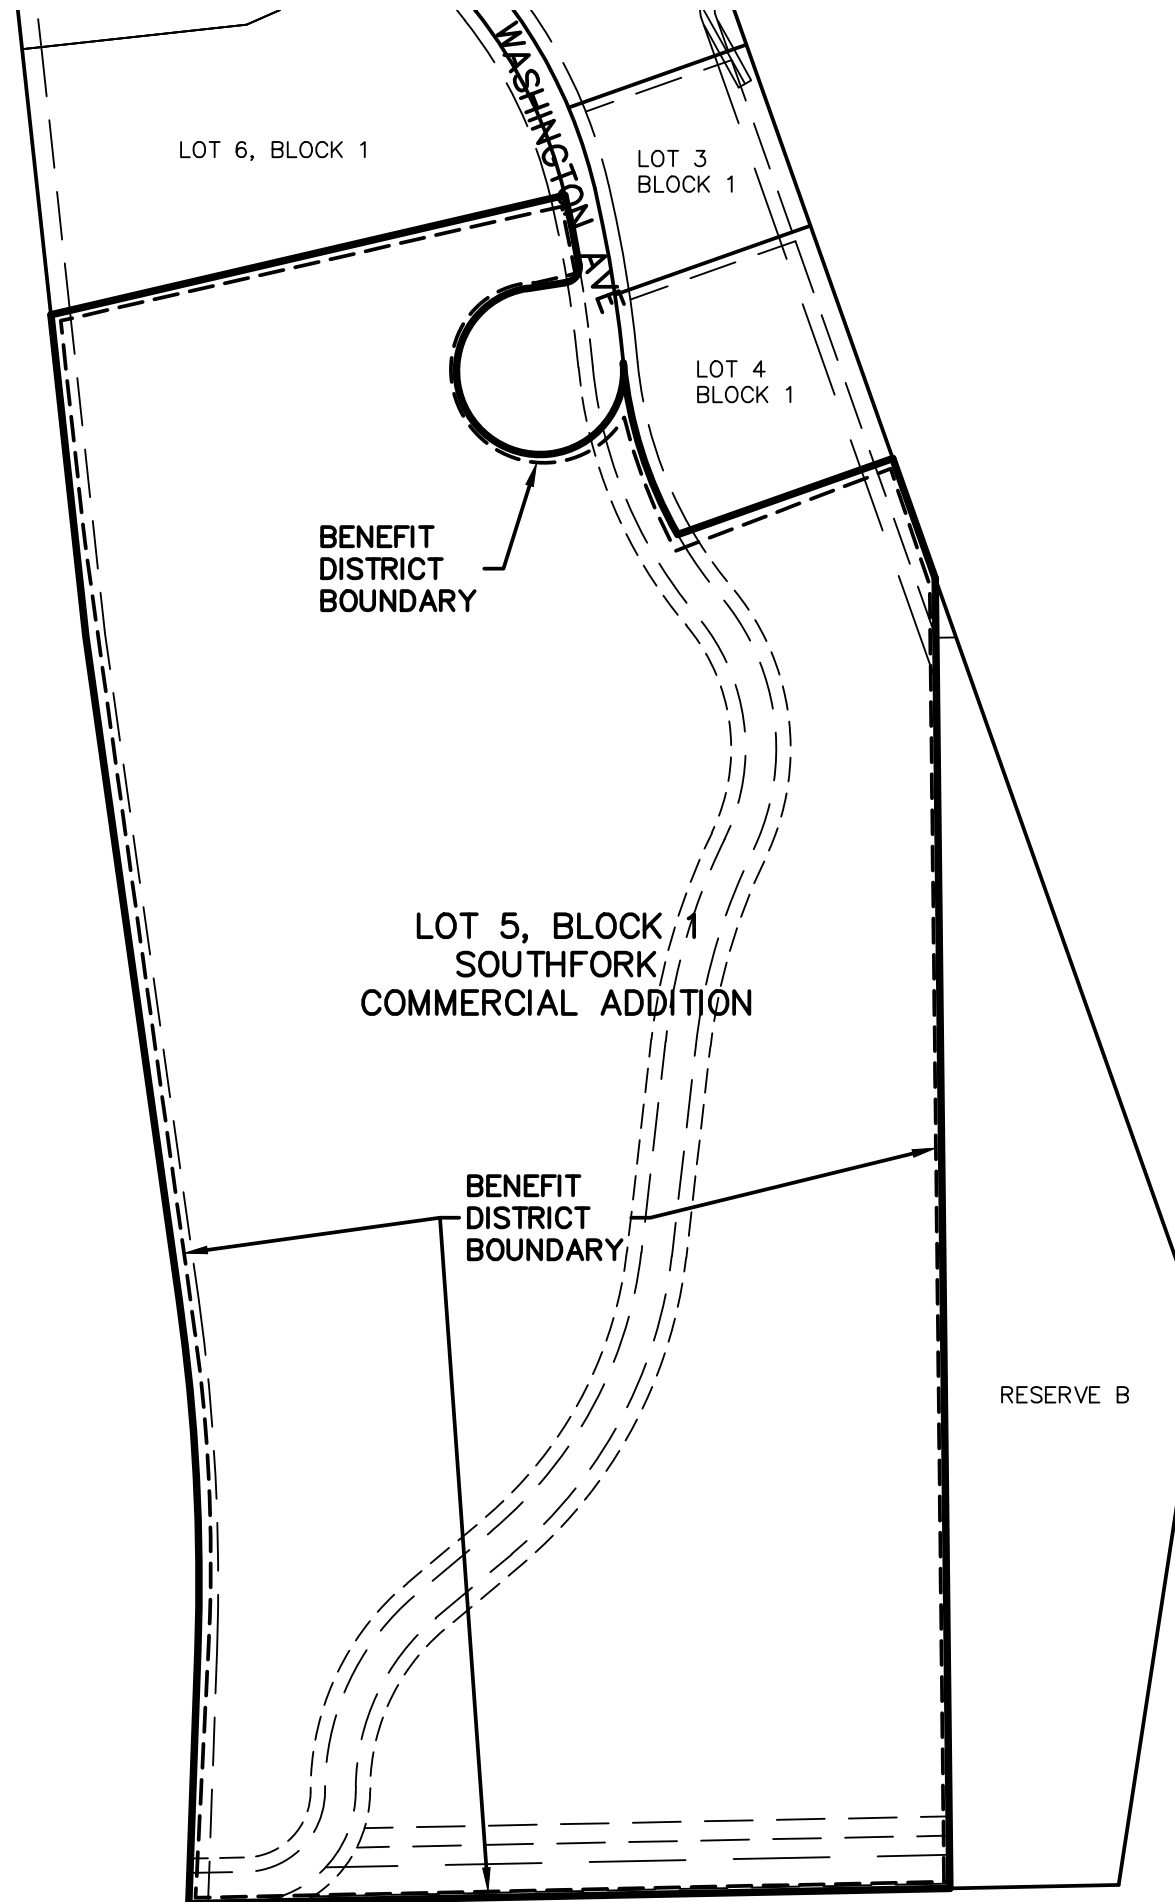 WASHINGTON AVE
LOT 6, BLOCK 1
LOT 3
BLOCK 1
LOT 4
BLOCK 1
BENEFIT
DISTRICT
BOUNDARY
LOT 5, BLOCK 1
SOUTHFORK
COMMERCIAL ADDITION
BENEFIT
DISTRICT
BOUNDARY
RESERVE B